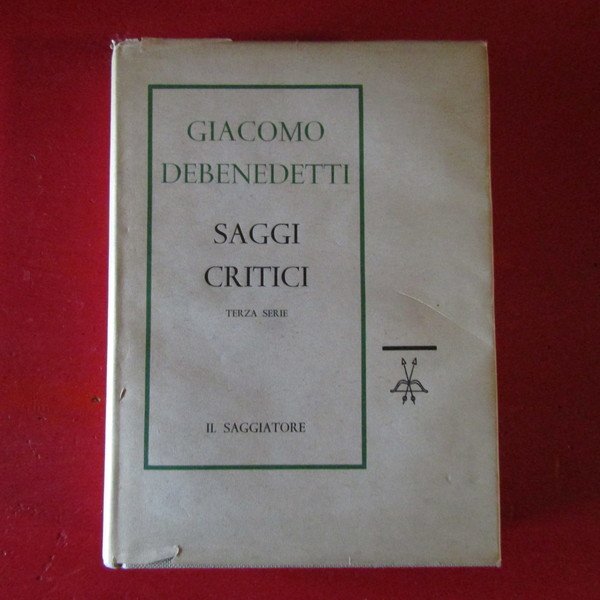 GIACOMO
DEBENEDETTI
SAGGI
CRITICI
TERZA SERIE
IL SAGGIATORE